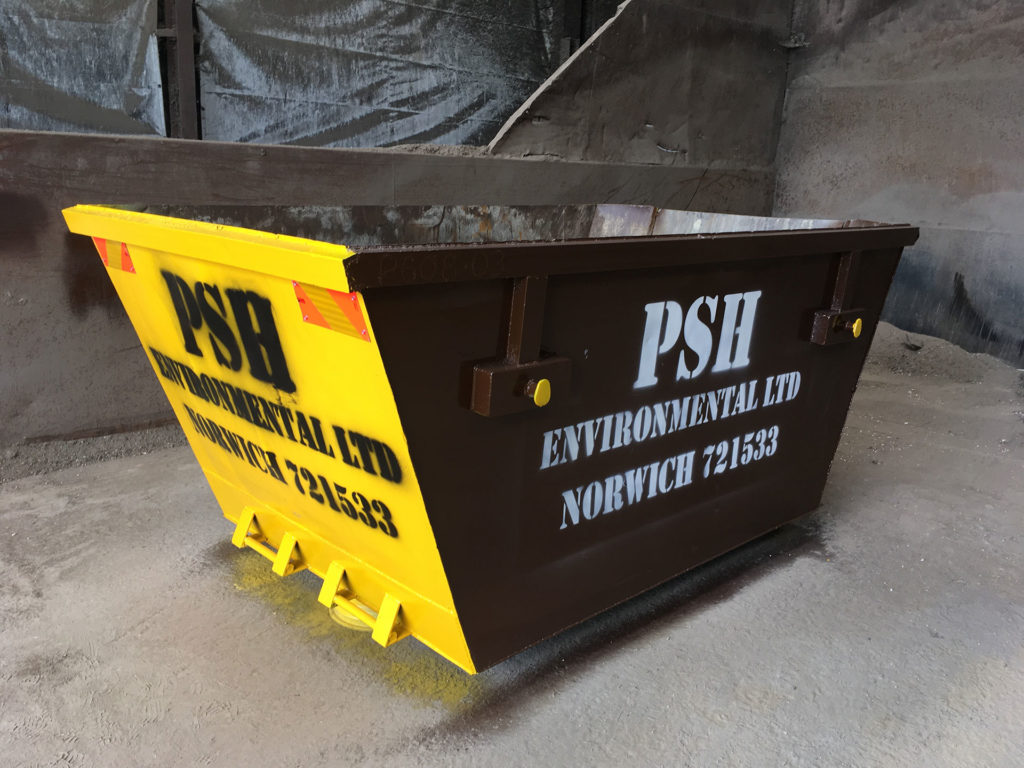 PSH
ENVIRONMENTAL LTD
NORWICH 721533
PSH
ENVIRONMENTAL LTD
NORWICH 721533